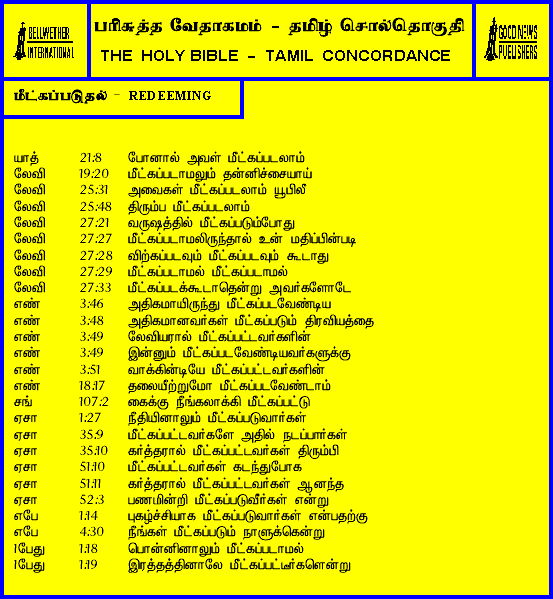 BELLWETHER INTERNATIONAL
பரிசுத்த வேதாகமம் - தமிழ் சொல்தொகுதி
THE HOLY BIBLE - TAMIL CONCORDANCE
GOOD NEWS PUBLISHERS
மீட்கப்படுதல் - REDEEMING
யாத் 21:8 போனால் அவள் மீட்கப்படலாம்
லேவி 19:20 மீட்கப்படாமலும் தன்னிச்சையாய்
லேவி 25:31 அவைகள் மீட்கப்படலாம் யூபிலீ
லேவி 25:48 திரும்ப மீட்கப்படலாம்
லேவி 27:21 வருஷத்தில் மீட்கப்படும்போது
லேவி 27:27 மீட்கப்படாமலிருந்தால் உன் மதிப்பின்படி
லேவி 27:28 விற்கப்படவும் மீட்கப்படவும் கூடாது
லேவி 27:29 மீட்கப்படாமல் மீட்கப்படாமல்
லேவி 27:33 மீட்கப்படக்கூடாதென்று அவர்களோடே
எண் 3:46 அதிகமாயிருந்து மீட்கப்படவேண்டிய
எண் 3:48 அதிகமானவர்கள் மீட்கப்படும் திரவியத்தை
எண் 3:49 லேவியரால் மீட்கப்பட்டவர்களின்
எண் 3:49 இன்னும் மீட்கப்படவேண்டியவர்களுக்கு
எண் 3:51 வாக்கின்டியே மீட்கப்பட்டவர்களின்
எண் 18:17 தலையீற்றுமோ மீட்கப்படவேண்டாம்
சங் 107:2 கைக்கு நீங்கலாக்கி மீட்கப்பட்டு
ஏசா 1:27 நீதியினாலும் மீட்கப்படுவார்கள்
ஏசா 35:9 மீட்கப்பட்டவர்களே அதில் நடப்பார்கள்
ஏசா 35:10 கர்த்தரால் மீட்கப்பட்டவர்கள் திரும்பி
ஏசா 51:10 மீட்கப்பட்டவர்கள் கடந்துபோக
ஏசா 51:11 கர்த்தரால் மீட்கப்பட்டவர்கள் ஆனந்த
ஏசா 52:3 பணமின்றி மீட்கப்படுவீர்கள் என்று
எபே 1:14 புகழ்ச்சியாக மீட்கப்படுவார்கள் என்பதற்கு
எபே 4:30 நீங்கள் மீட்கப்படும் நாளுக்கென்று
1பேது 1:18 பொன்னினாலும் மீட்கப்படாமல்
1பேது 1:19 இரத்தத்தினாலே மீட்கப்பட்டீர்களென்று